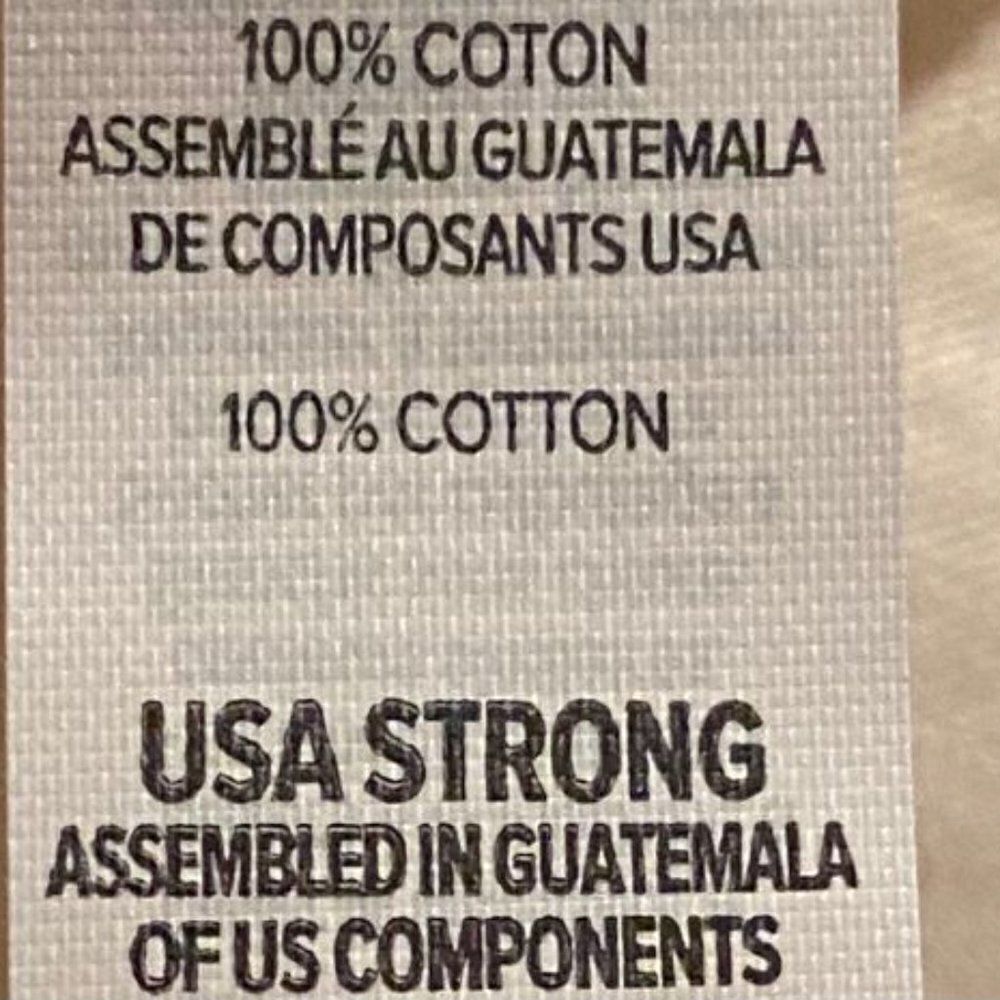 100% COTON
ASSEMBLÉ AU GUATEMALA
DE COMPOSANTS USA
100% COTTON
USA STRONG
ASSEMBLED IN GUATEMALA
OF US COMPONENTS